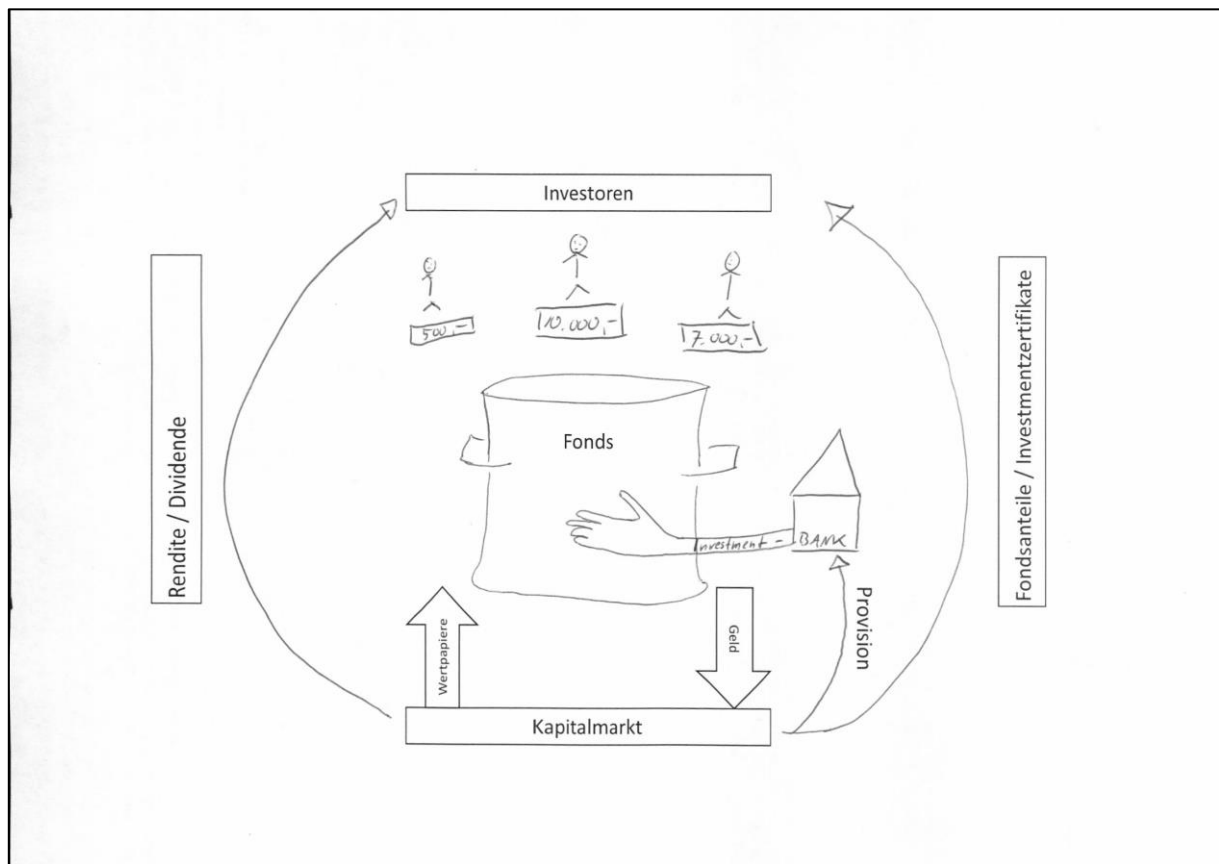 Investoren
500,-
10.000,-
7.000,-
Rendite / Dividende
Fonds
Fondsanteile / Investmentzertifikate
Investment-
BANK
Provision
Wertpapiere
Geld
Kapitalmarkt